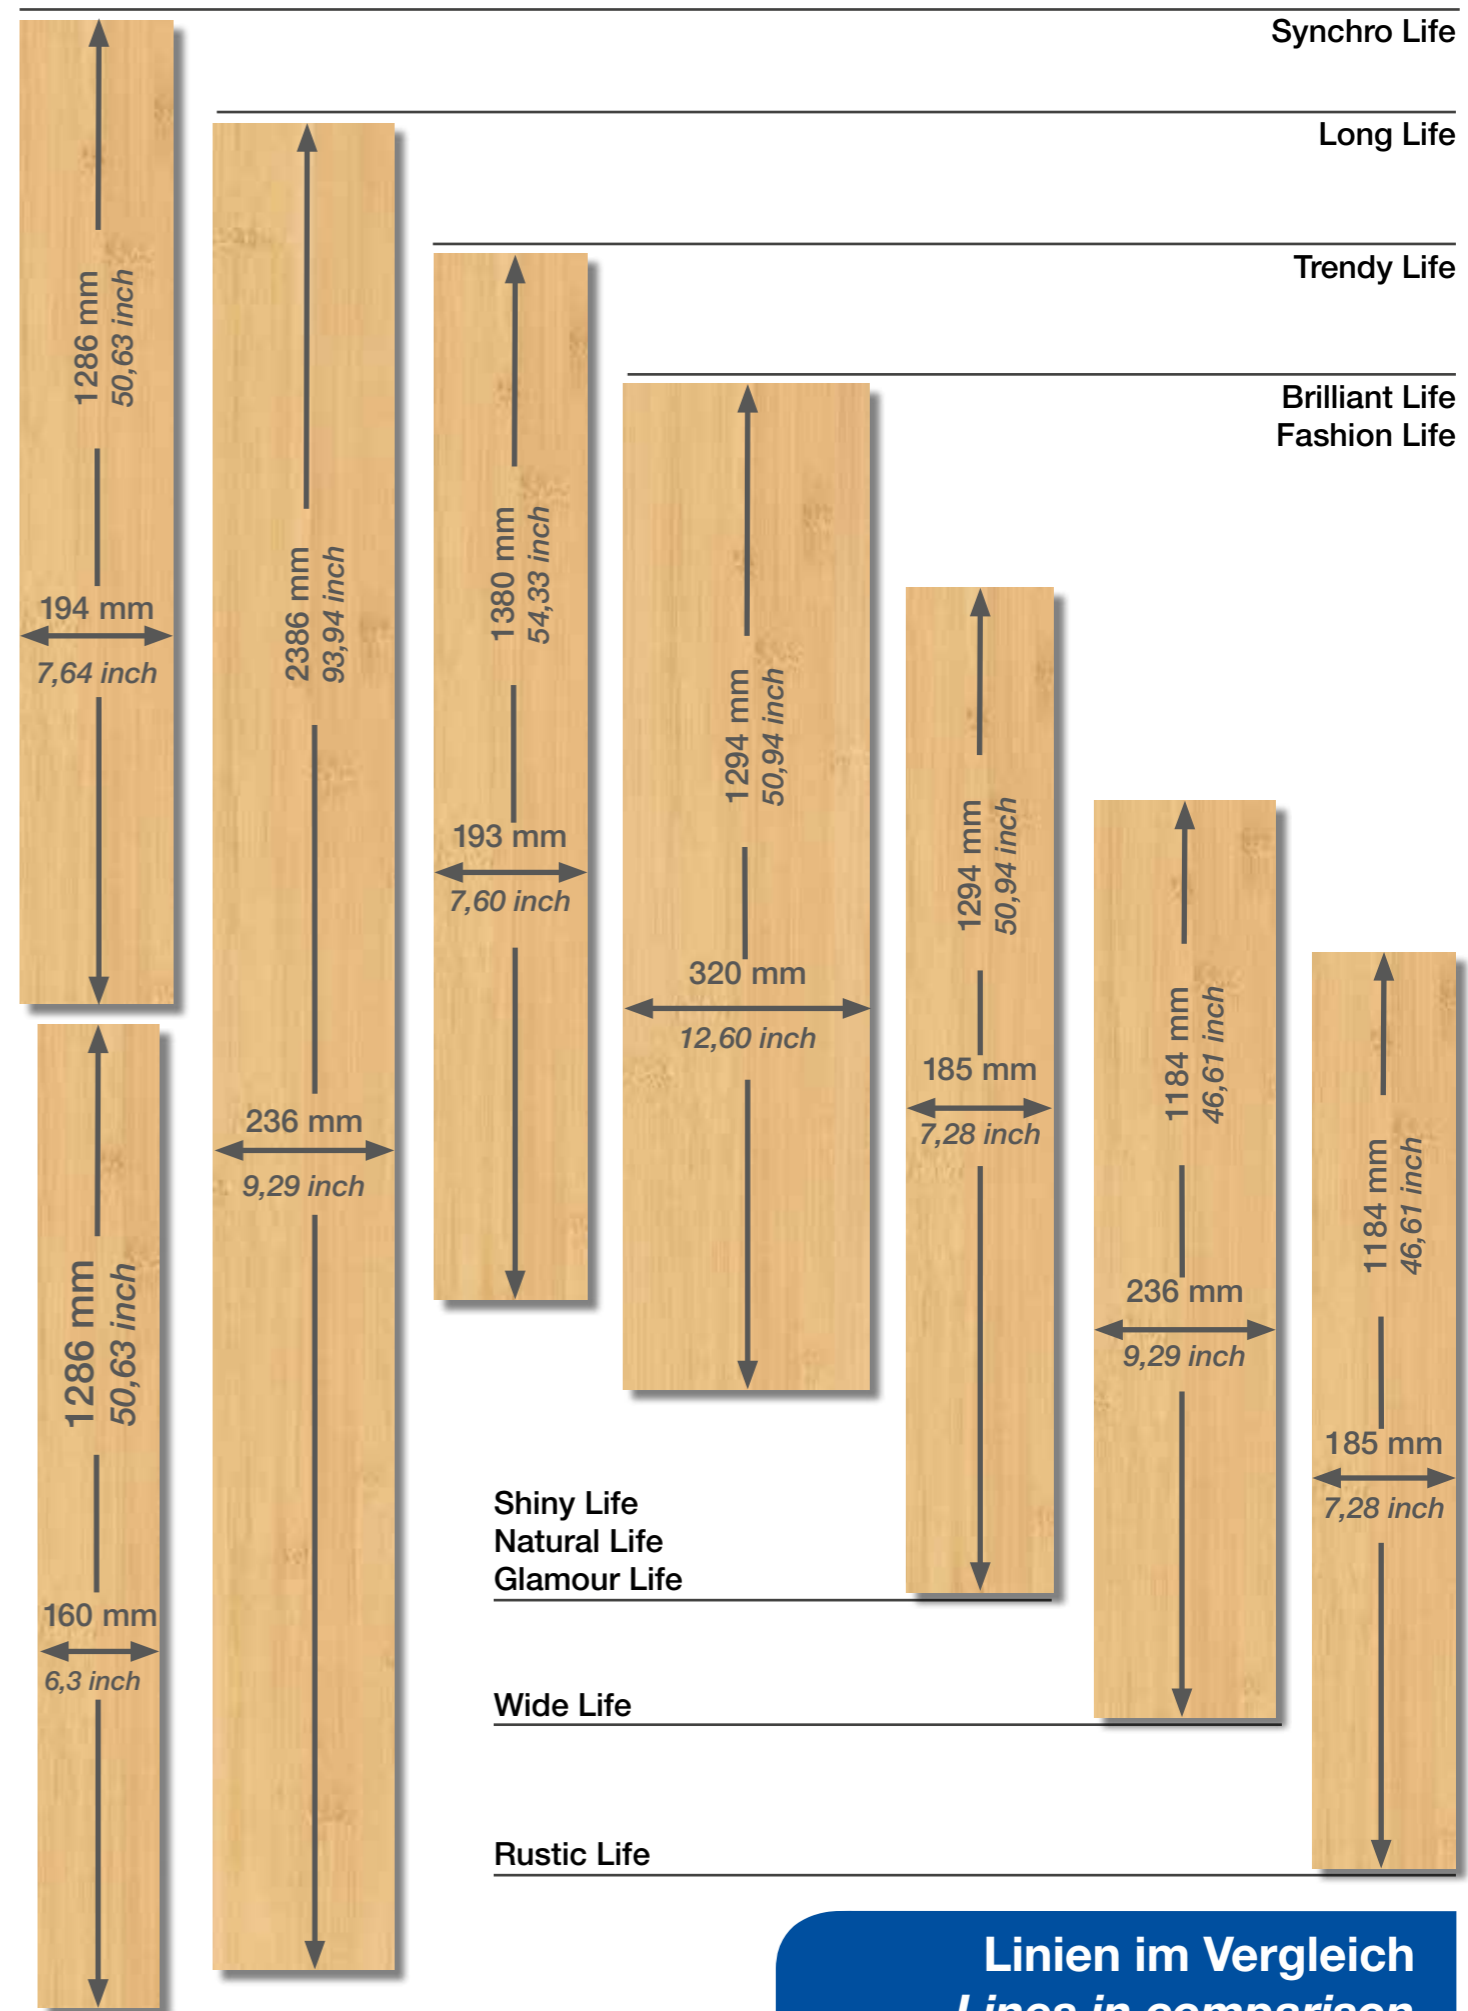 Synchro Life
Long Life
Trendy Life
Brilliant Life
Fashion Life
1286 mm
50,63 inch
194 mm
7,64 inch
2386 mm
93,94 inch
236 mm
9,29 inch
1380 mm
54,33 inch
193 mm
7,60 inch
1294 mm
50,94 inch
320 mm
12,60 inch
1294 mm
50,94 inch
185 mm
7,28 inch
1184 mm
46,61 inch
236 mm
9,29 inch
1184 mm
46,61 inch
185 mm
7,28 inch
1286 mm
50,63 inch
160 mm
6,3 inch
Shiny Life
Natural Life
Glamour Life
Wide Life
Rustic Life
Linien im Vergleich
Lines in comparison